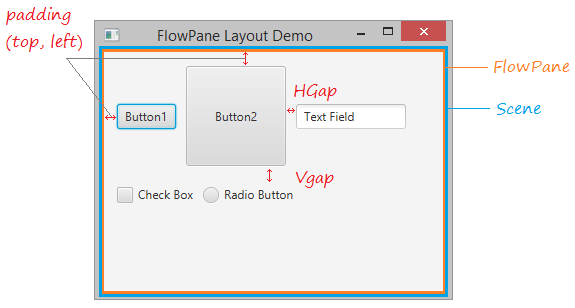 padding
(top, left)
FlowPane Layout Demo
FlowPane
HGap
Scene
Button1
Button2
Text Field
Vgap
Check Box
Radio Button